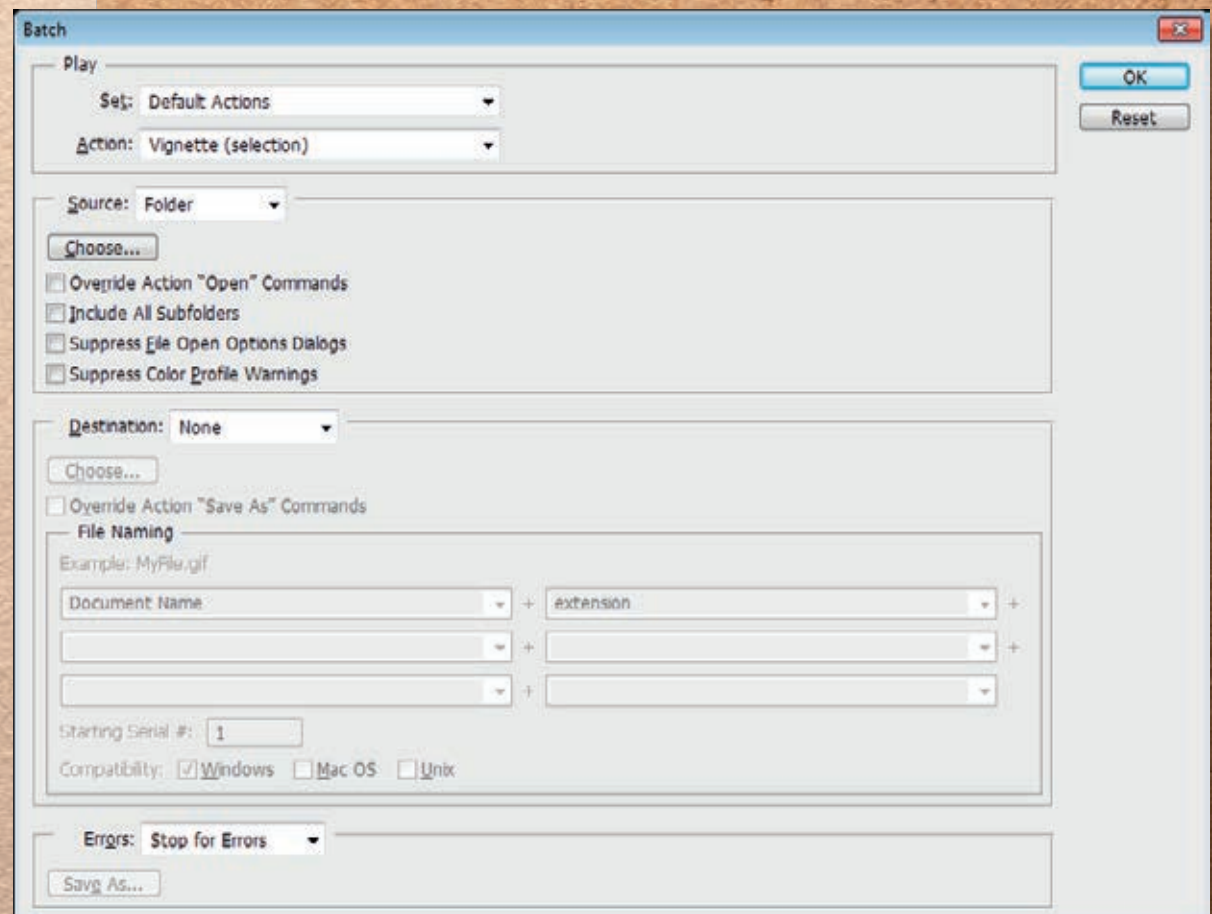 Batch
Play
Set: Default Actions
Action: Vignette (selection)
OK
Reset
Source: Folder
Choose...
Override Action "Open" Commands
Include All Subfolders
Suppress File Open Options Dialogs
Suppress Color Profile Warnings
Destination: None
Choose...
Override Action "Save As" Commands
File Naming
Example: MyFile.gif
Document Name + extension +
+ +
+
Starting Serial #: 1
Compatibility: Windows Mac OS Unix
Errors: Stop for Errors
Save As...